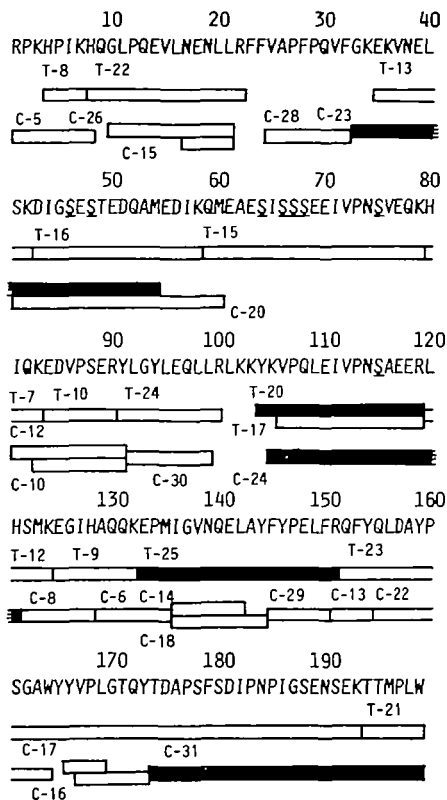 10 20 30 40
RPKHPIKHQGLPQEVLNENLLRFFVAPFPQVFGKEKVNEL
T-8 T-22 T-13
C-5 C-26 C-28 C-23
C-15
50 60 70 80
SKDIGSESTEDQAMEDIKQMEAESISSSEEIVPNSVEQKH
T-16 T-15
C-20
90 100 110 120
IQKEDVPSERYLGYLEQLLRLKKYKVPQLEIVPNSAEERL
T-7 T-10 T-24 T-20
C-12 T-17
C-10 C-30 C-24
130 140 150 160
HSMKEGIHAQQKEPMIGVNQELAYFYPELFRQFYQLDAYP
T-12 T-9 T-25 T-23
C-8 C-6 C-14 C-29 C-13 C-22
C-18
170 180 190
SGAWYYVPLGTQYTDAPSFSDIPNPIGSENSEKTTMPLW
T-21
C-17 C-31
C-16